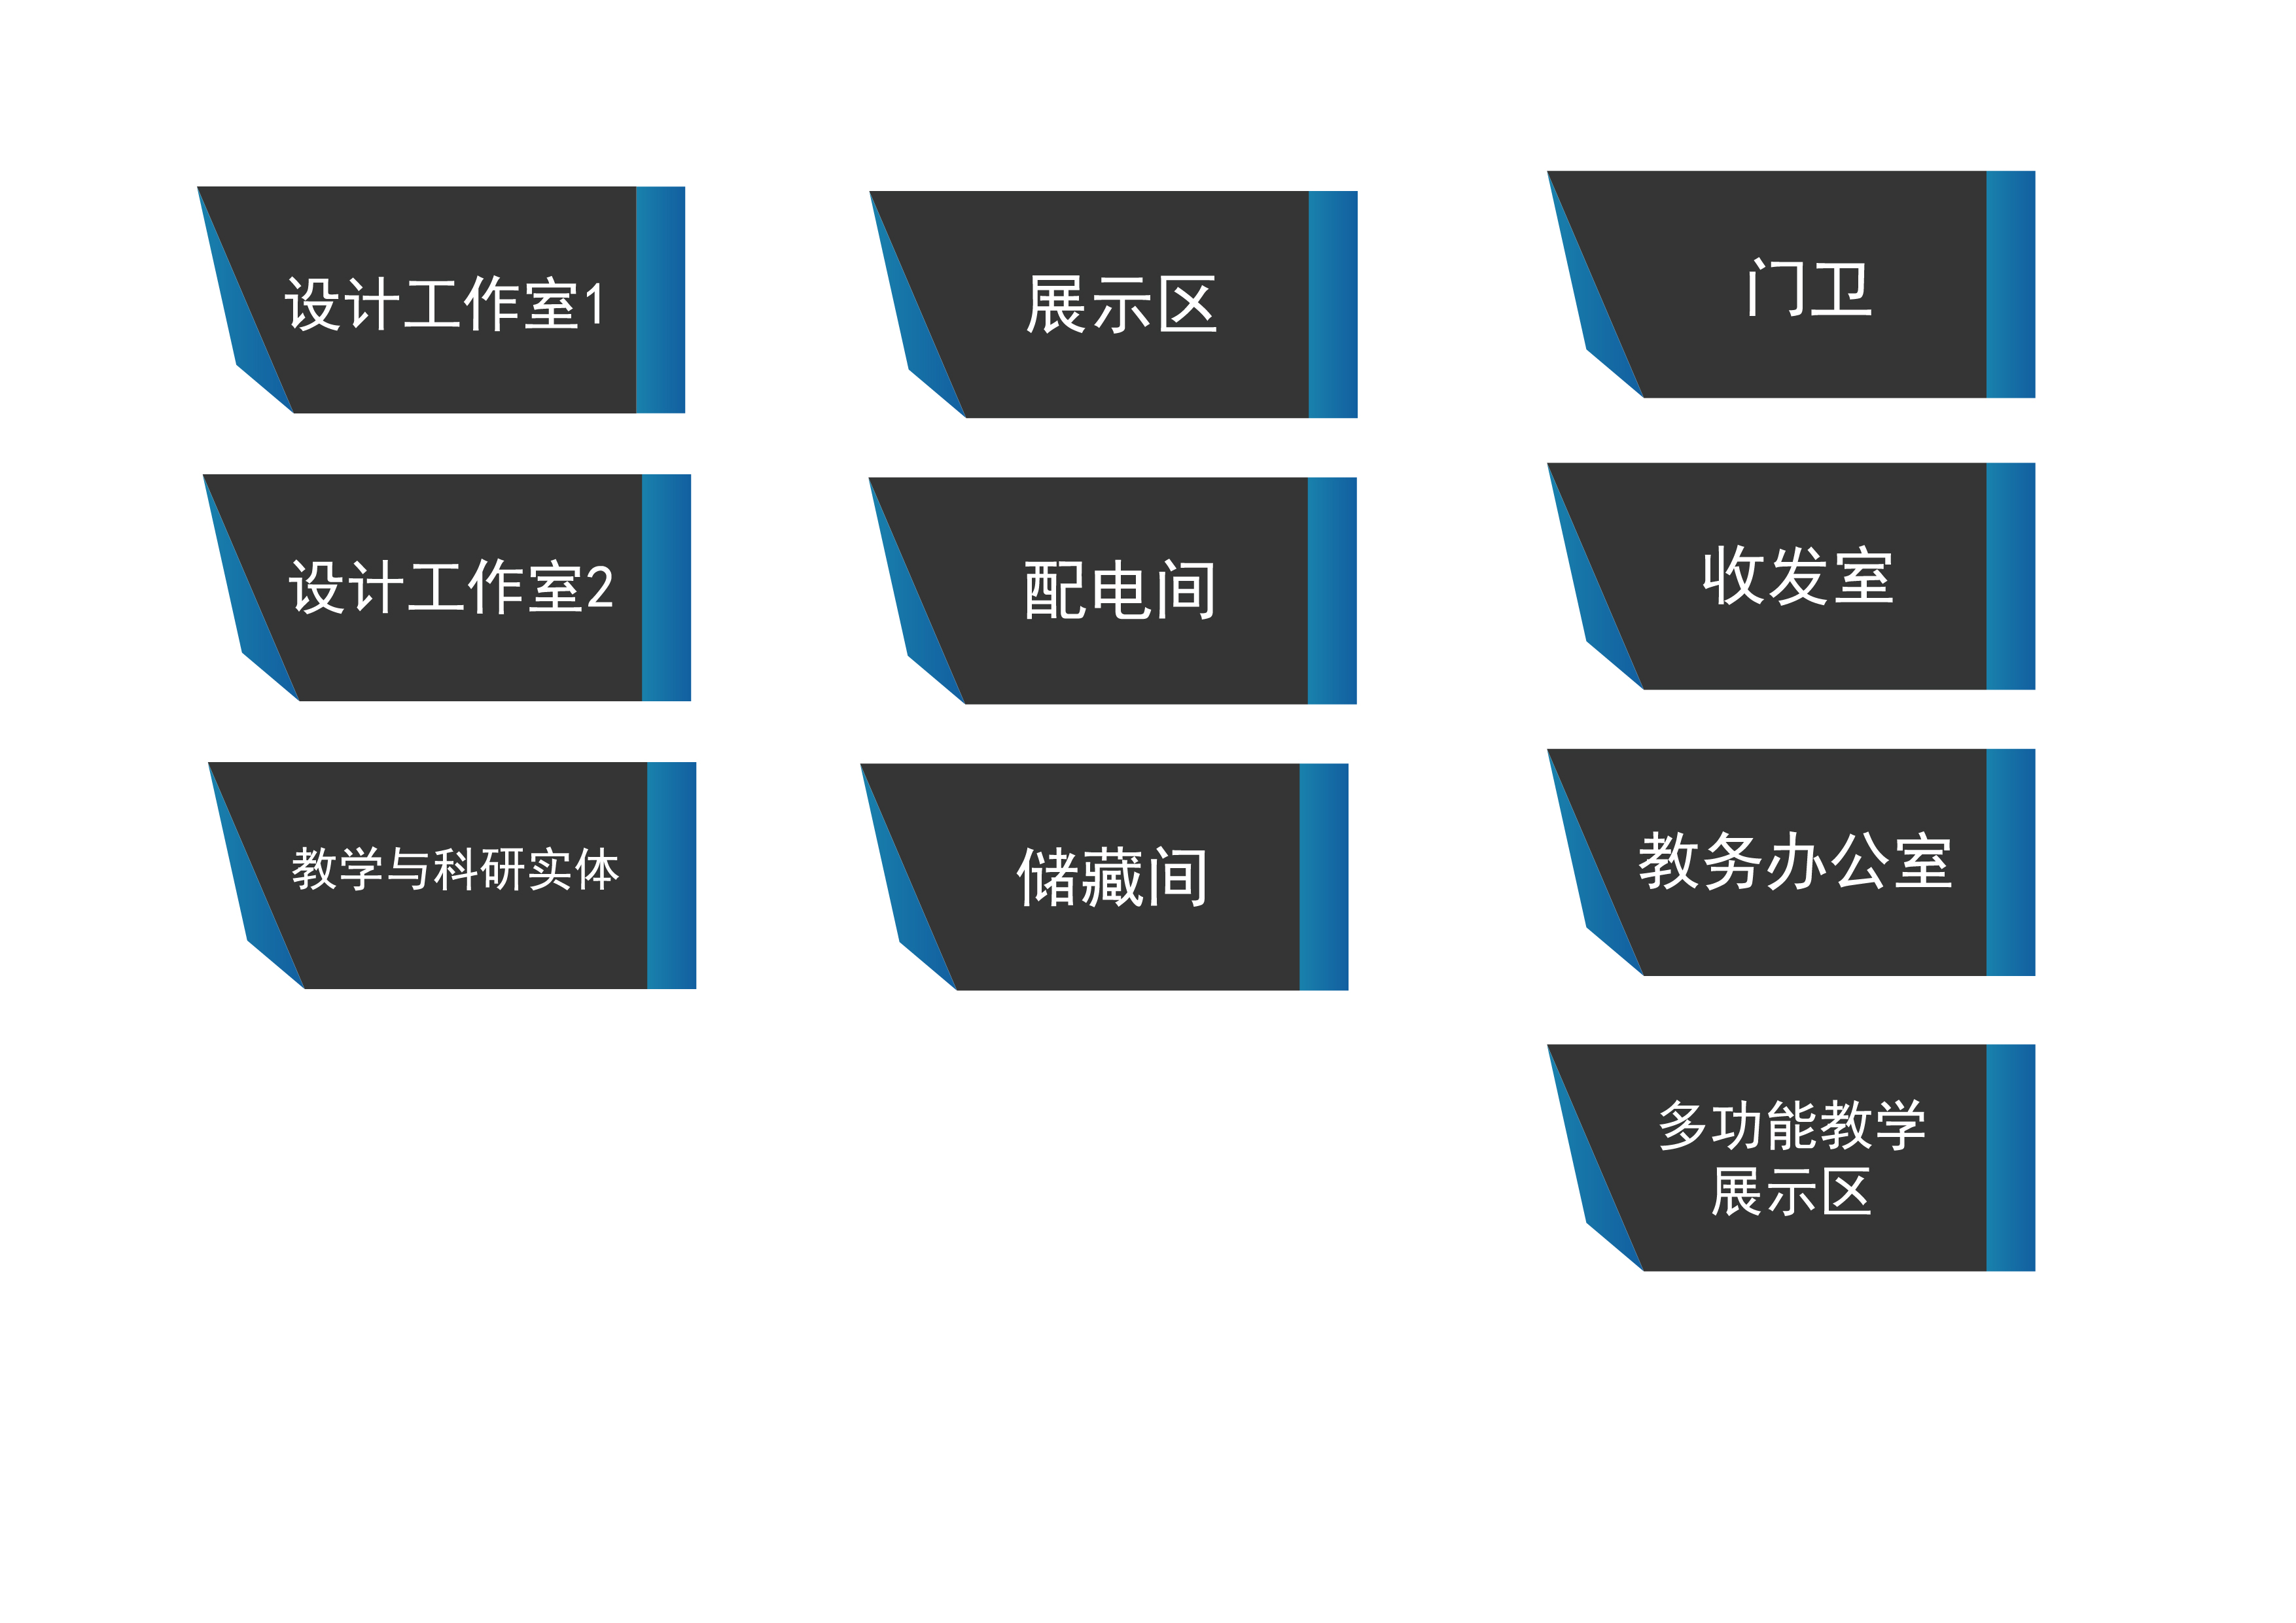 设计工作室1
展示区
门卫
设计工作室2
配电间
收发室
教学与科研实体
储藏间
教务办公室
多功能教学
展示区